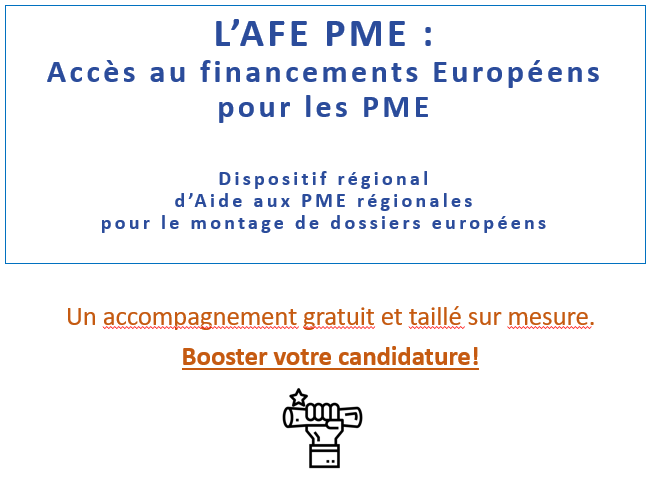 L’AFE PME :
Accès au financements Européens
pour les PME
Dispositif régional
d’Aide aux PME régionales
pour le montage de dossiers européens
Un accompagnement gratuit et taillé sur mesure.
Booster votre candidature!